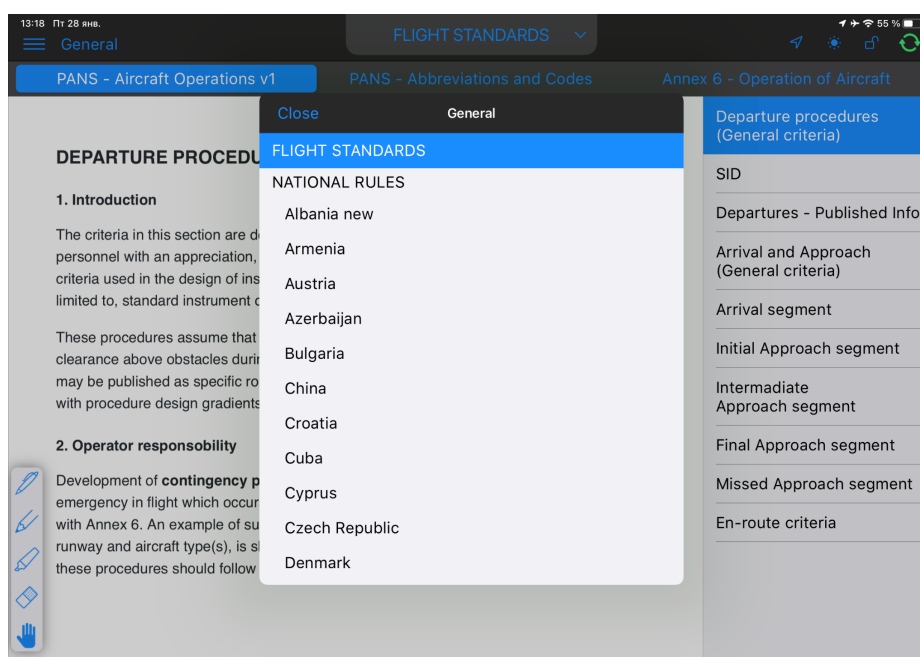 13:18 Пт 28 янв.
55 %
General
FLIGHT STANDARDS
PANS - Aircraft Operations v1
PANS - Abbreviations and Codes
Annex 6 - Operation of Aircraft
Close
General
FLIGHT STANDARDS
NATIONAL RULES
Albania new
Armenia
Austria
Azerbaijan
Bulgaria
China
Croatia
Cuba
Cyprus
Czech Republic
Denmark
DEPARTURE PROCEDU
1. Introduction
The criteria in this section are d
personnel with an appreciation,
criteria used in the design of ins
limited to, standard instrument
These procedures assume that
clearance above obstacles duri
may be published as specific ro
with procedure design gradients
2. Operator responsobility
Development of contingency p
emergency in flight which occur
with Annex 6. An example of su
runway and aircraft type(s), is s
these procedures should follow
Departure procedures
(General criteria)
SID
Departures - Published Info
Arrival and Approach
(General criteria)
Arrival segment
Initial Approach segment
Intermadiate
Approach segment
Final Approach segment
Missed Approach segment
En-route criteria